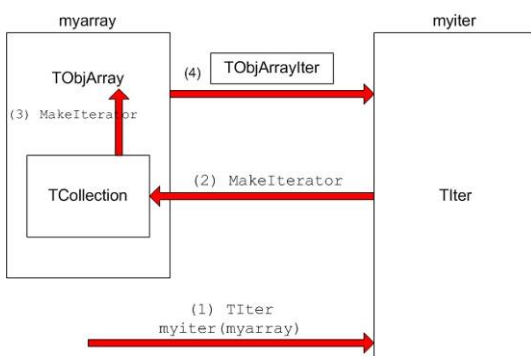 myarray
myiter
TObjArray
(4)
TObjArrayIter
(3) MakeIterator
(2) MakeIterator
TCollection
TIter
(1) TIter
myiter(myarray)